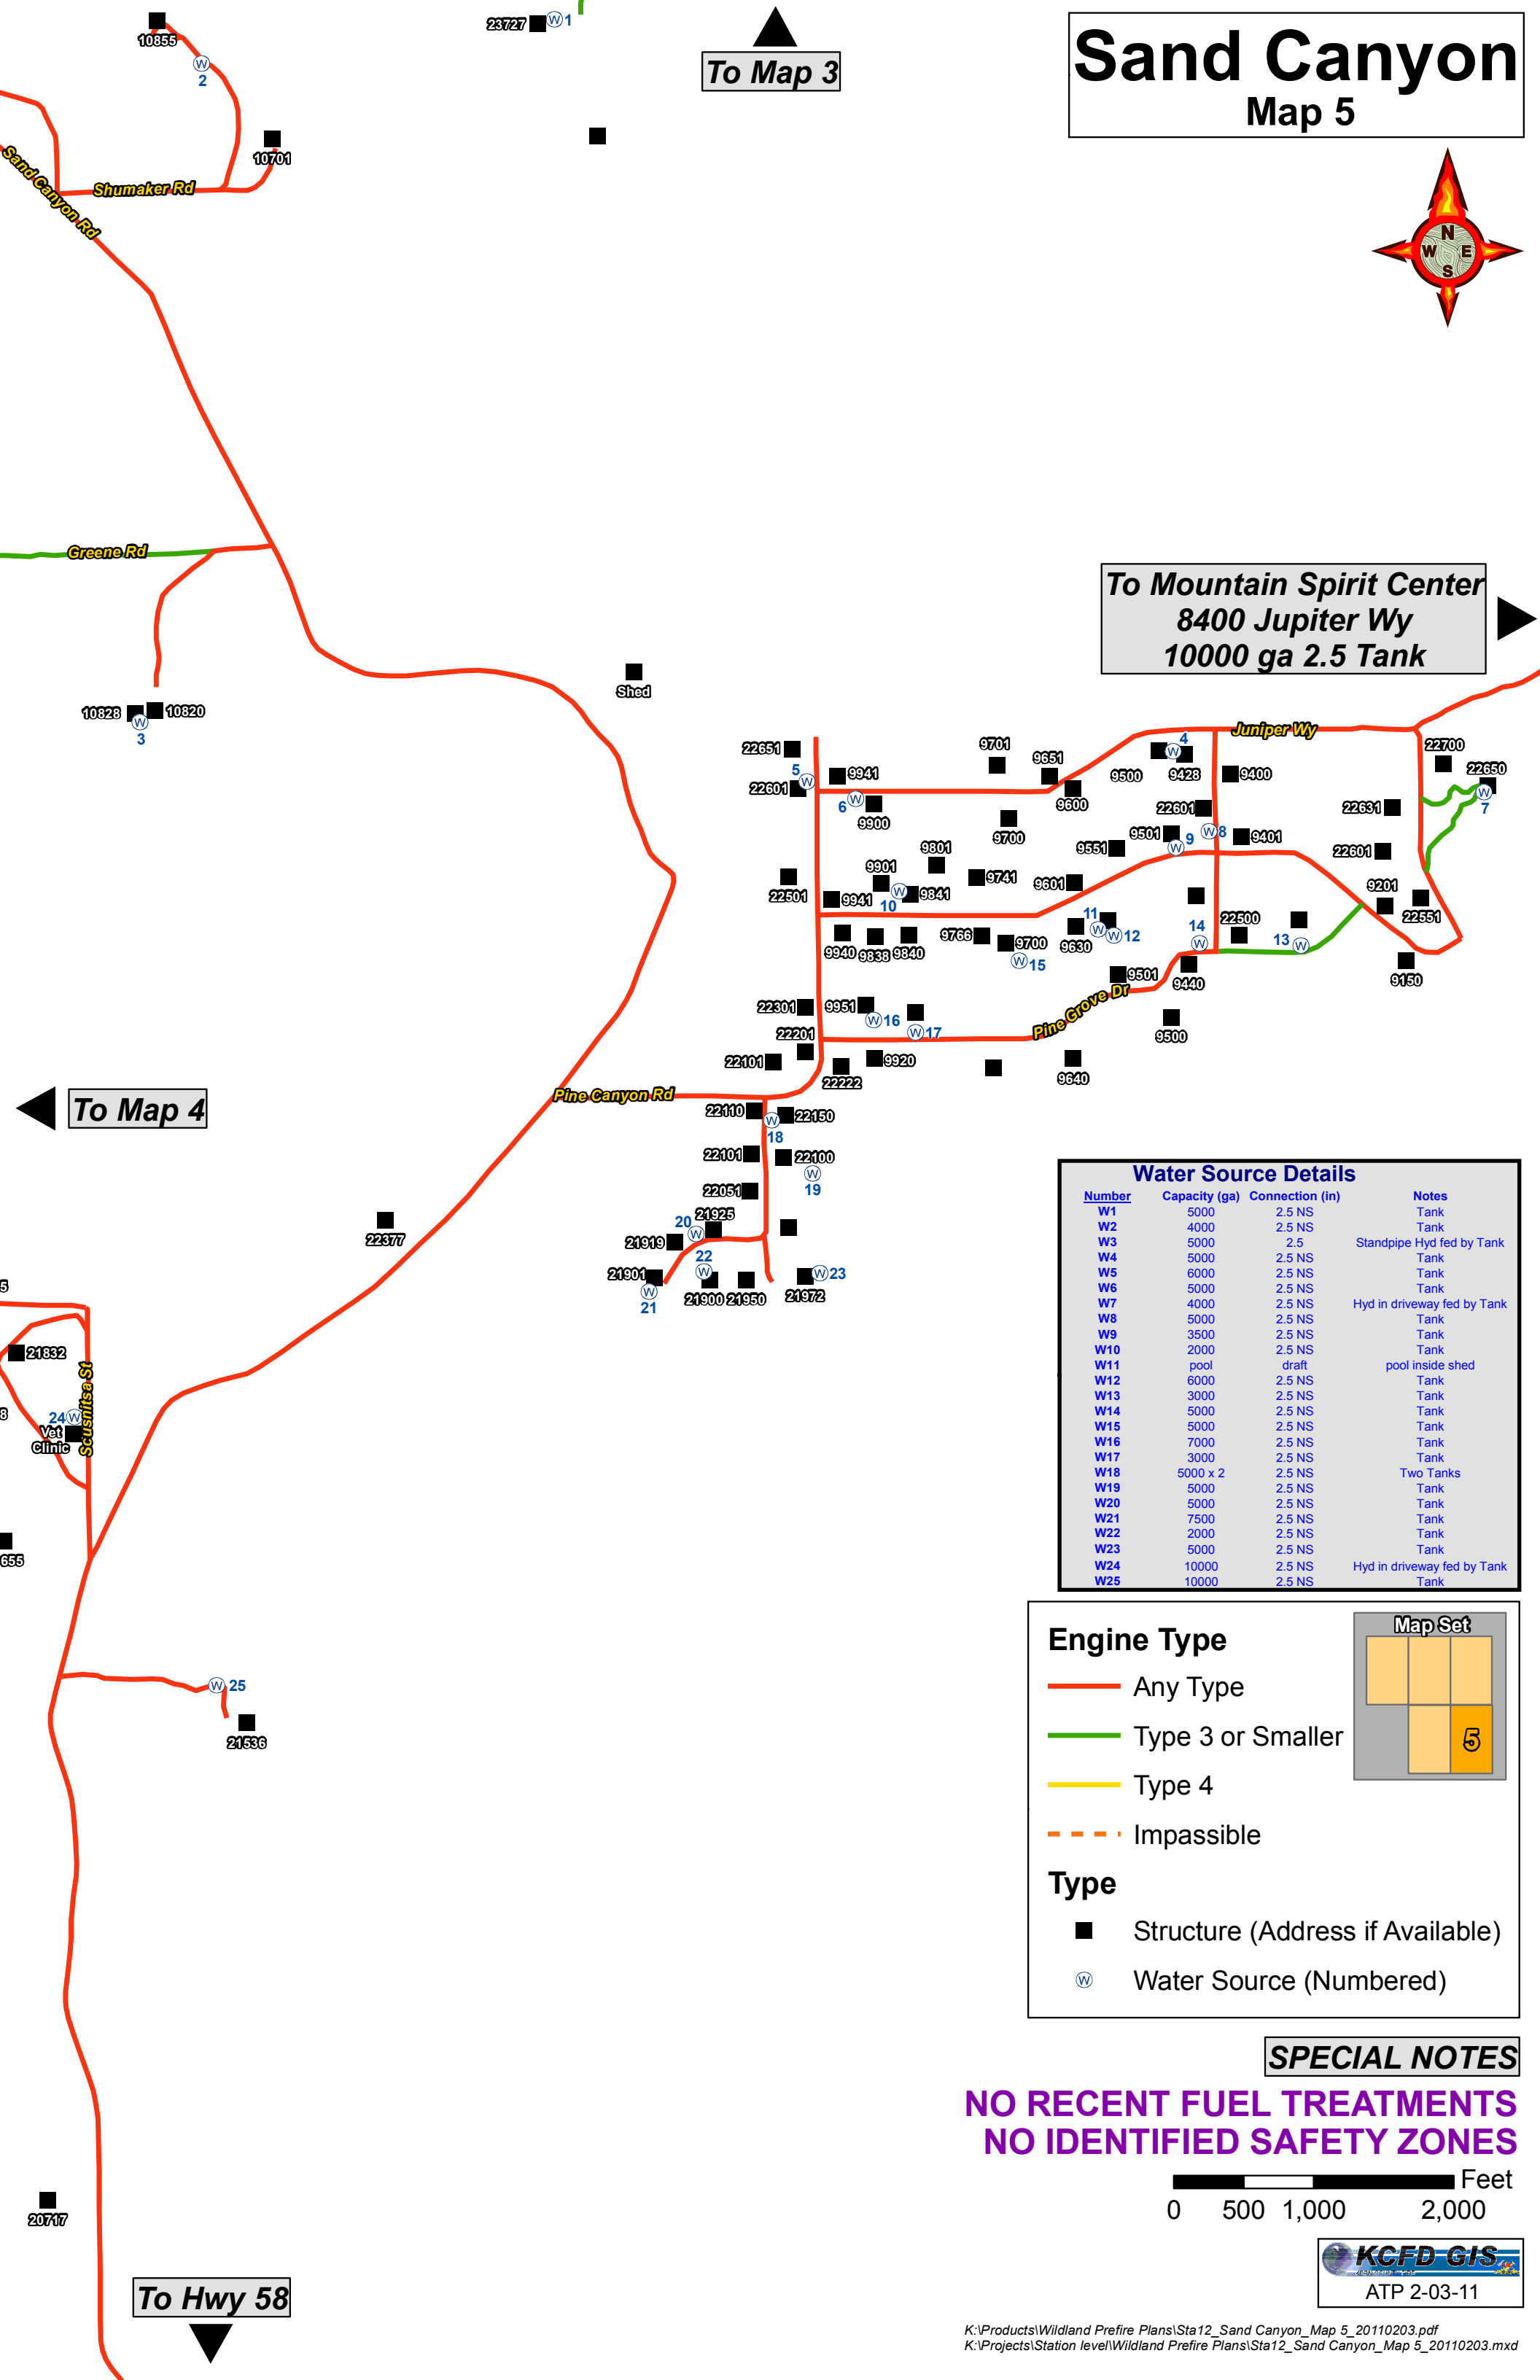 Sand Canyon
Map 5
To Map 3
23727
W 1
10855
W
2
10701
Shumaker Rd
Sand Canyon Rd
N
W E
S
Greene Rd
10828
10820
W
3
Shed
To Mountain Spirit Center
8400 Jupiter Wy
10000 ga 2.5 Tank
Juniper Wy
22651
5
W
22601
9941
6
W
9900
9701
9651
9600
9700
9500
4
W
9428
9400
22700
22650
W
7
22631
22601
W 8
9501
9
W
9401
9551
22601
9801
9901
W
10
9841
9741
9601
22501
9941
9201
22551
9940
9838
9840
9766
9700
W 15
9630
11
W
W 12
14
W
22500
13 W
9150
9501
9440
Pine Grove Dr
9500
22301
9951
W 16
W 17
22201
22101
22222
9920
9640
Pine Canyon Rd
To Map 4
22110
W
18
22150
22101
22100
W
19
22051
21925
20
W
21919
22
W
21901
W
21
21900
21950
21972
W 23
22377
5
21832
8
24 W
Vet
Clinic
Scusnitsa St
655
W 25
21536
20717
To Hwy 58
Water Source Details
Number Capacity (ga) Connection (in) Notes
W1 5000 2.5 NS Tank
W2 4000 2.5 NS Tank
W3 5000 2.5 Standpipe Hyd fed by Tank
W4 5000 2.5 NS Tank
W5 6000 2.5 NS Tank
W6 5000 2.5 NS Tank
W7 4000 2.5 NS Hyd in driveway fed by Tank
W8 5000 2.5 NS Tank
W9 3500 2.5 NS Tank
W10 2000 2.5 NS Tank
W11 pool draft pool inside shed
W12 6000 2.5 NS Tank
W13 3000 2.5 NS Tank
W14 5000 2.5 NS Tank
W15 5000 2.5 NS Tank
W16 7000 2.5 NS Tank
W17 3000 2.5 NS Tank
W18 5000 x 2 2.5 NS Two Tanks
W19 5000 2.5 NS Tank
W20 5000 2.5 NS Tank
W21 7500 2.5 NS Tank
W22 2000 2.5 NS Tank
W23 5000 2.5 NS Tank
W24 10000 2.5 NS Hyd in driveway fed by Tank
W25 10000 2.5 NS Tank
Engine Type
Any Type
Type 3 or Smaller
Type 4
Impassible
Map Set
5
Type
Structure (Address if Available)
W Water Source (Numbered)
SPECIAL NOTES
NO RECENT FUEL TREATMENTS
NO IDENTIFIED SAFETY ZONES
Feet
0 500 1,000 2,000
KCFD GIS
ATP 2-03-11
K:\Products\Wildland Prefire Plans\Sta12_Sand Canyon_Map 5_20110203.pdf
K:\Projects\Station level\Wildland Prefire Plans\Sta12_Sand Canyon_Map 5_20110203.mxd